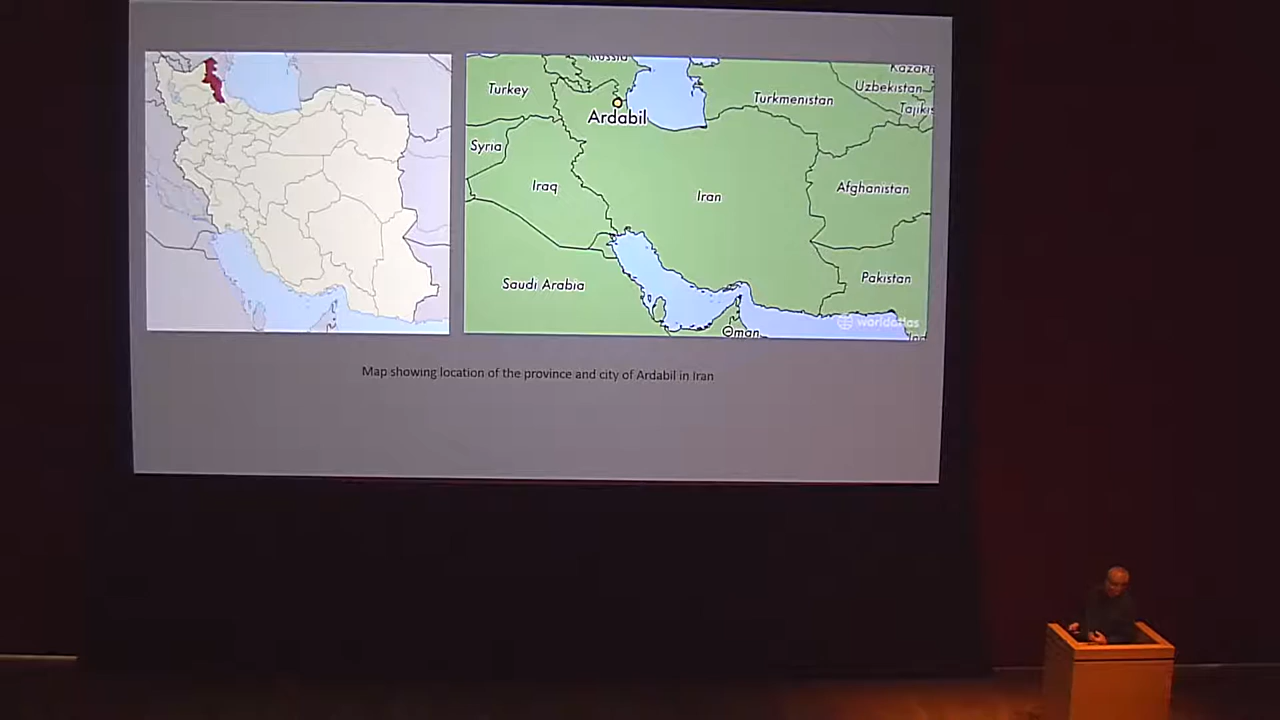 Russia
Kazakh
Turkey
Uzbekistan
Turkmenistan
Tajikis
Ardabil
Syria
Iraq
Iran
Afghanistan
Saudi Arabia
Pakistan
worldatlas
Oman
Map showing location of the province and city of Ardabil in Iran